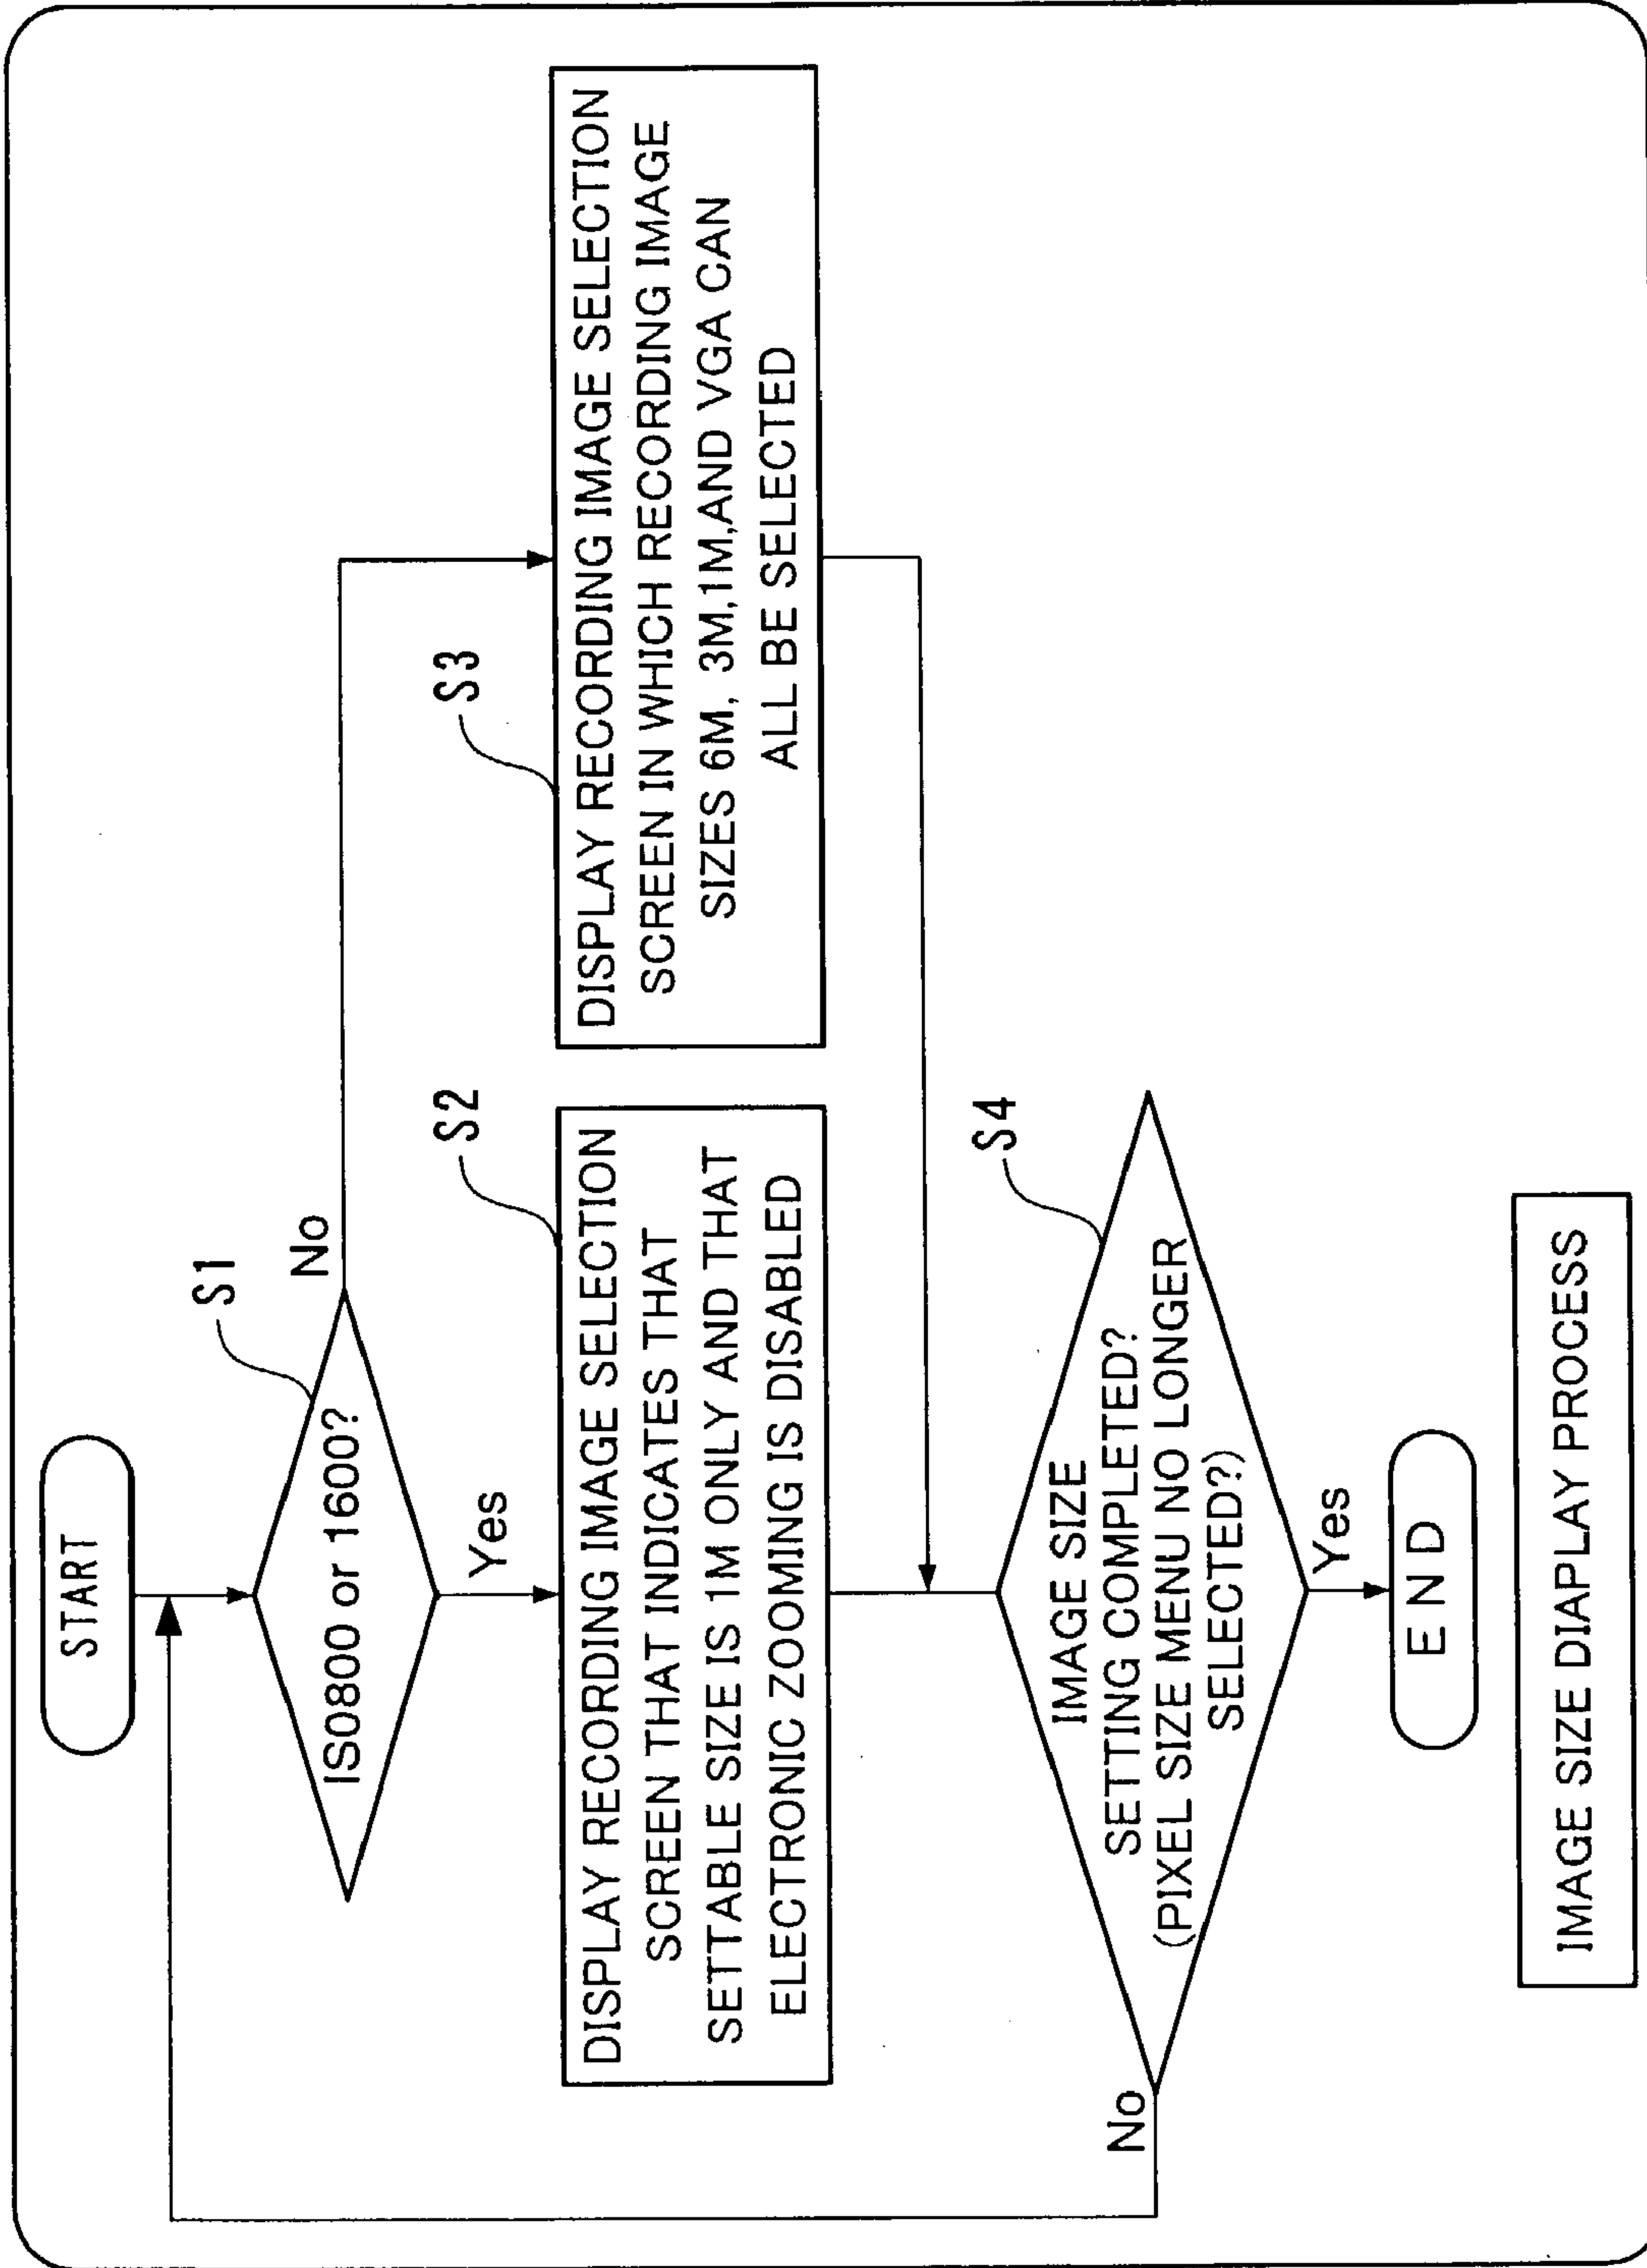 START
S1
ISO800 or 1600?
No
Yes
S2
DISPLAY RECORDING IMAGE SELECTION
SCREEN THAT INDICATES THAT
SETTABLE SIZE IS 1M ONLY AND THAT
ELECTRONIC ZOOMING IS DISABLED
S3
DISPLAY RECORDING IMAGE SELECTION
SCREEN IN WHICH RECORDING IMAGE
SIZES 6M, 3M,1M,AND VGA CAN
ALL BE SELECTED
S4
IMAGE SIZE
SETTING COMPLETED?
(PIXEL SIZE MENU NO LONGER
SELECTED?)
No
Yes
END
IMAGE SIZE DIAPLAY PROCESS